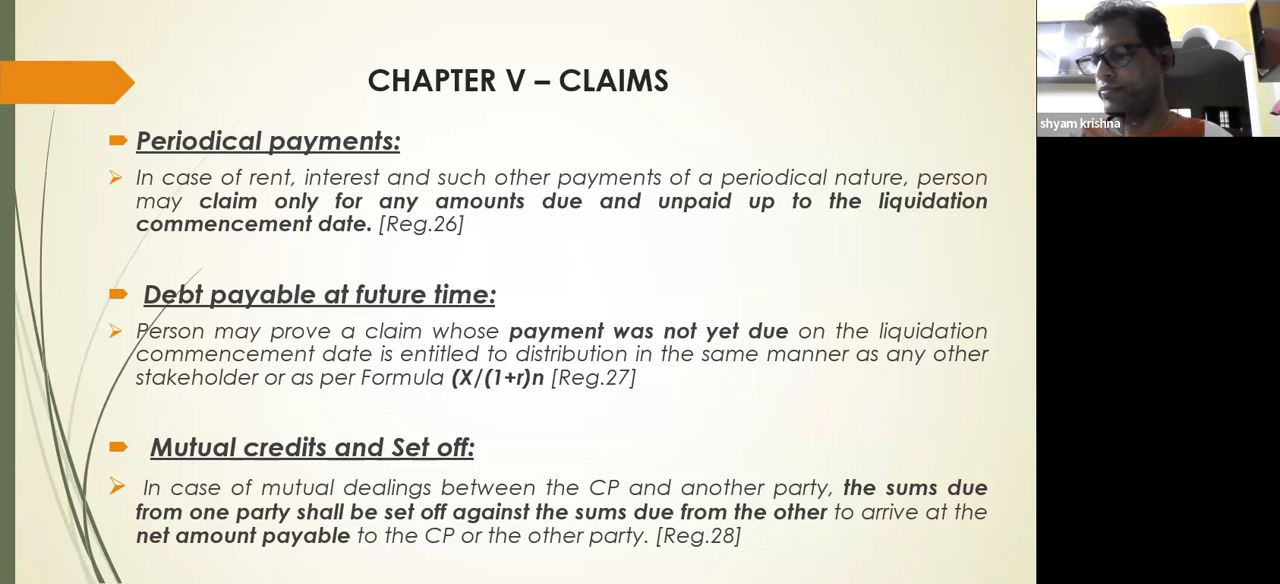 CHAPTER V – CLAIMS
Periodical payments:
In case of rent, interest and such other payments of a periodical nature, person
may claim only for any amounts due and unpaid up to the liquidation
commencement date. [Reg.26]
Debt payable at future time:
Person may prove a claim whose payment was not yet due on the liquidation
commencement date is entitled to distribution in the same manner as any other
stakeholder or as per Formula (X/(1+r)n [Reg.27]
Mutual credits and Set off:
In case of mutual dealings between the CP and another party, the sums due
from one party shall be set off against the sums due from the other to arrive at the
net amount payable to the CP or the other party. [Reg.28]
shyam krishna